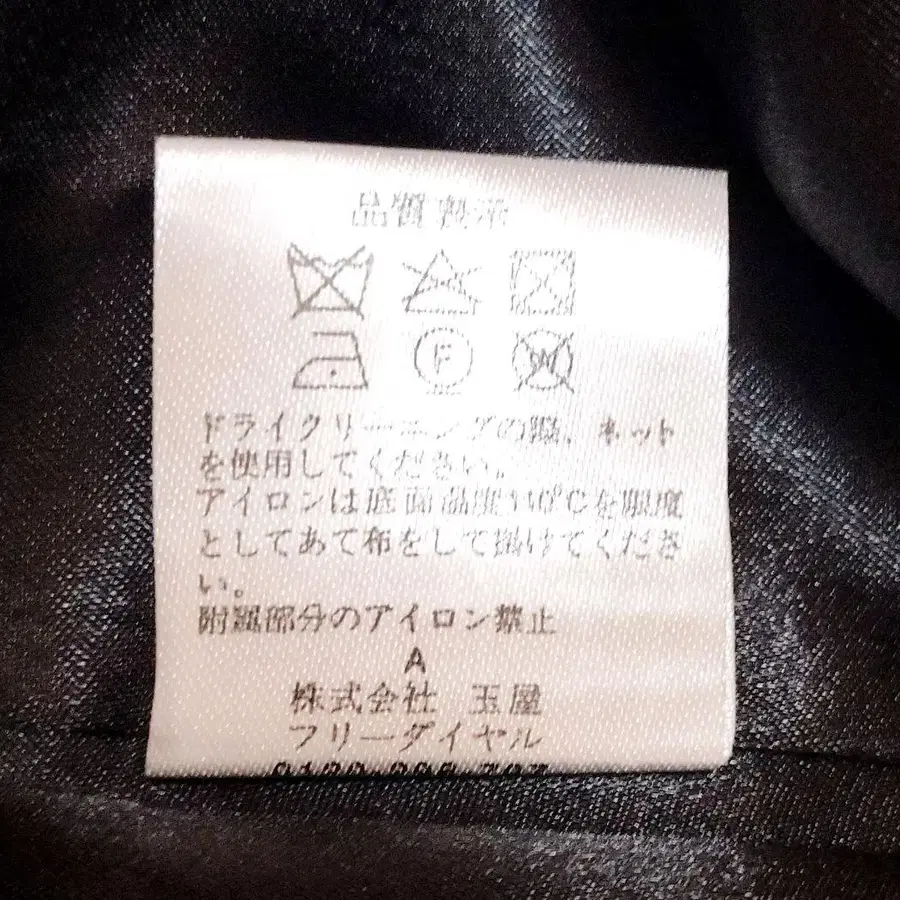 品質表示
F
W
ドライクリーニングの際、ネット
を使用してください。
アイロンは底面温度110℃を限度
としてあて布をして掛けてくださ
い。
附属部分のアイロン禁止
A
株式会社 玉屋
フリーダイヤル